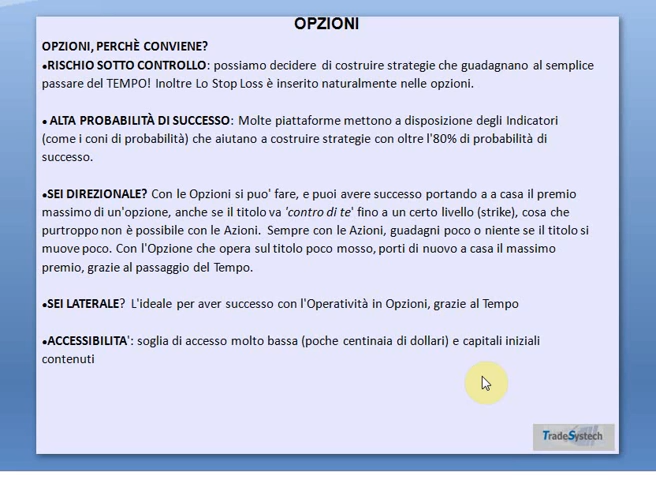 OPZIONI
OPZIONI, PERCHÈ CONVIENE?
•RISCHIO SOTTO CONTROLLO: possiamo decidere di costruire strategie che guadagnano al semplice
passare del TEMPO! Inoltre Lo Stop Loss è inserito naturalmente nelle opzioni.
• ALTA PROBABILITÀ DI SUCCESSO: Molte piattaforme mettono a disposizione degli Indicatori
(come i coni di probabilità) che aiutano a costruire strategie con oltre l'80% di probabilità di
successo.
•SEI DIREZIONALE? Con le Opzioni si puo' fare, e puoi avere successo portando a a casa il premio
massimo di un'opzione, anche se il titolo va 'contro di te' fino a un certo livello (strike), cosa che
purtroppo non è possibile con le Azioni. Sempre con le Azioni, guadagni poco o niente se il titolo si
muove poco. Con l'Opzione che opera sul titolo poco mosso, porti di nuovo a casa il massimo
premio, grazie al passaggio del Tempo.
•SEI LATERALE? L'ideale per aver successo con l'Operatività in Opzioni, grazie al Tempo
•ACCESSIBILITA': soglia di accesso molto bassa (poche centinaia di dollari) e capitali iniziali
contenuti
TradeSystech